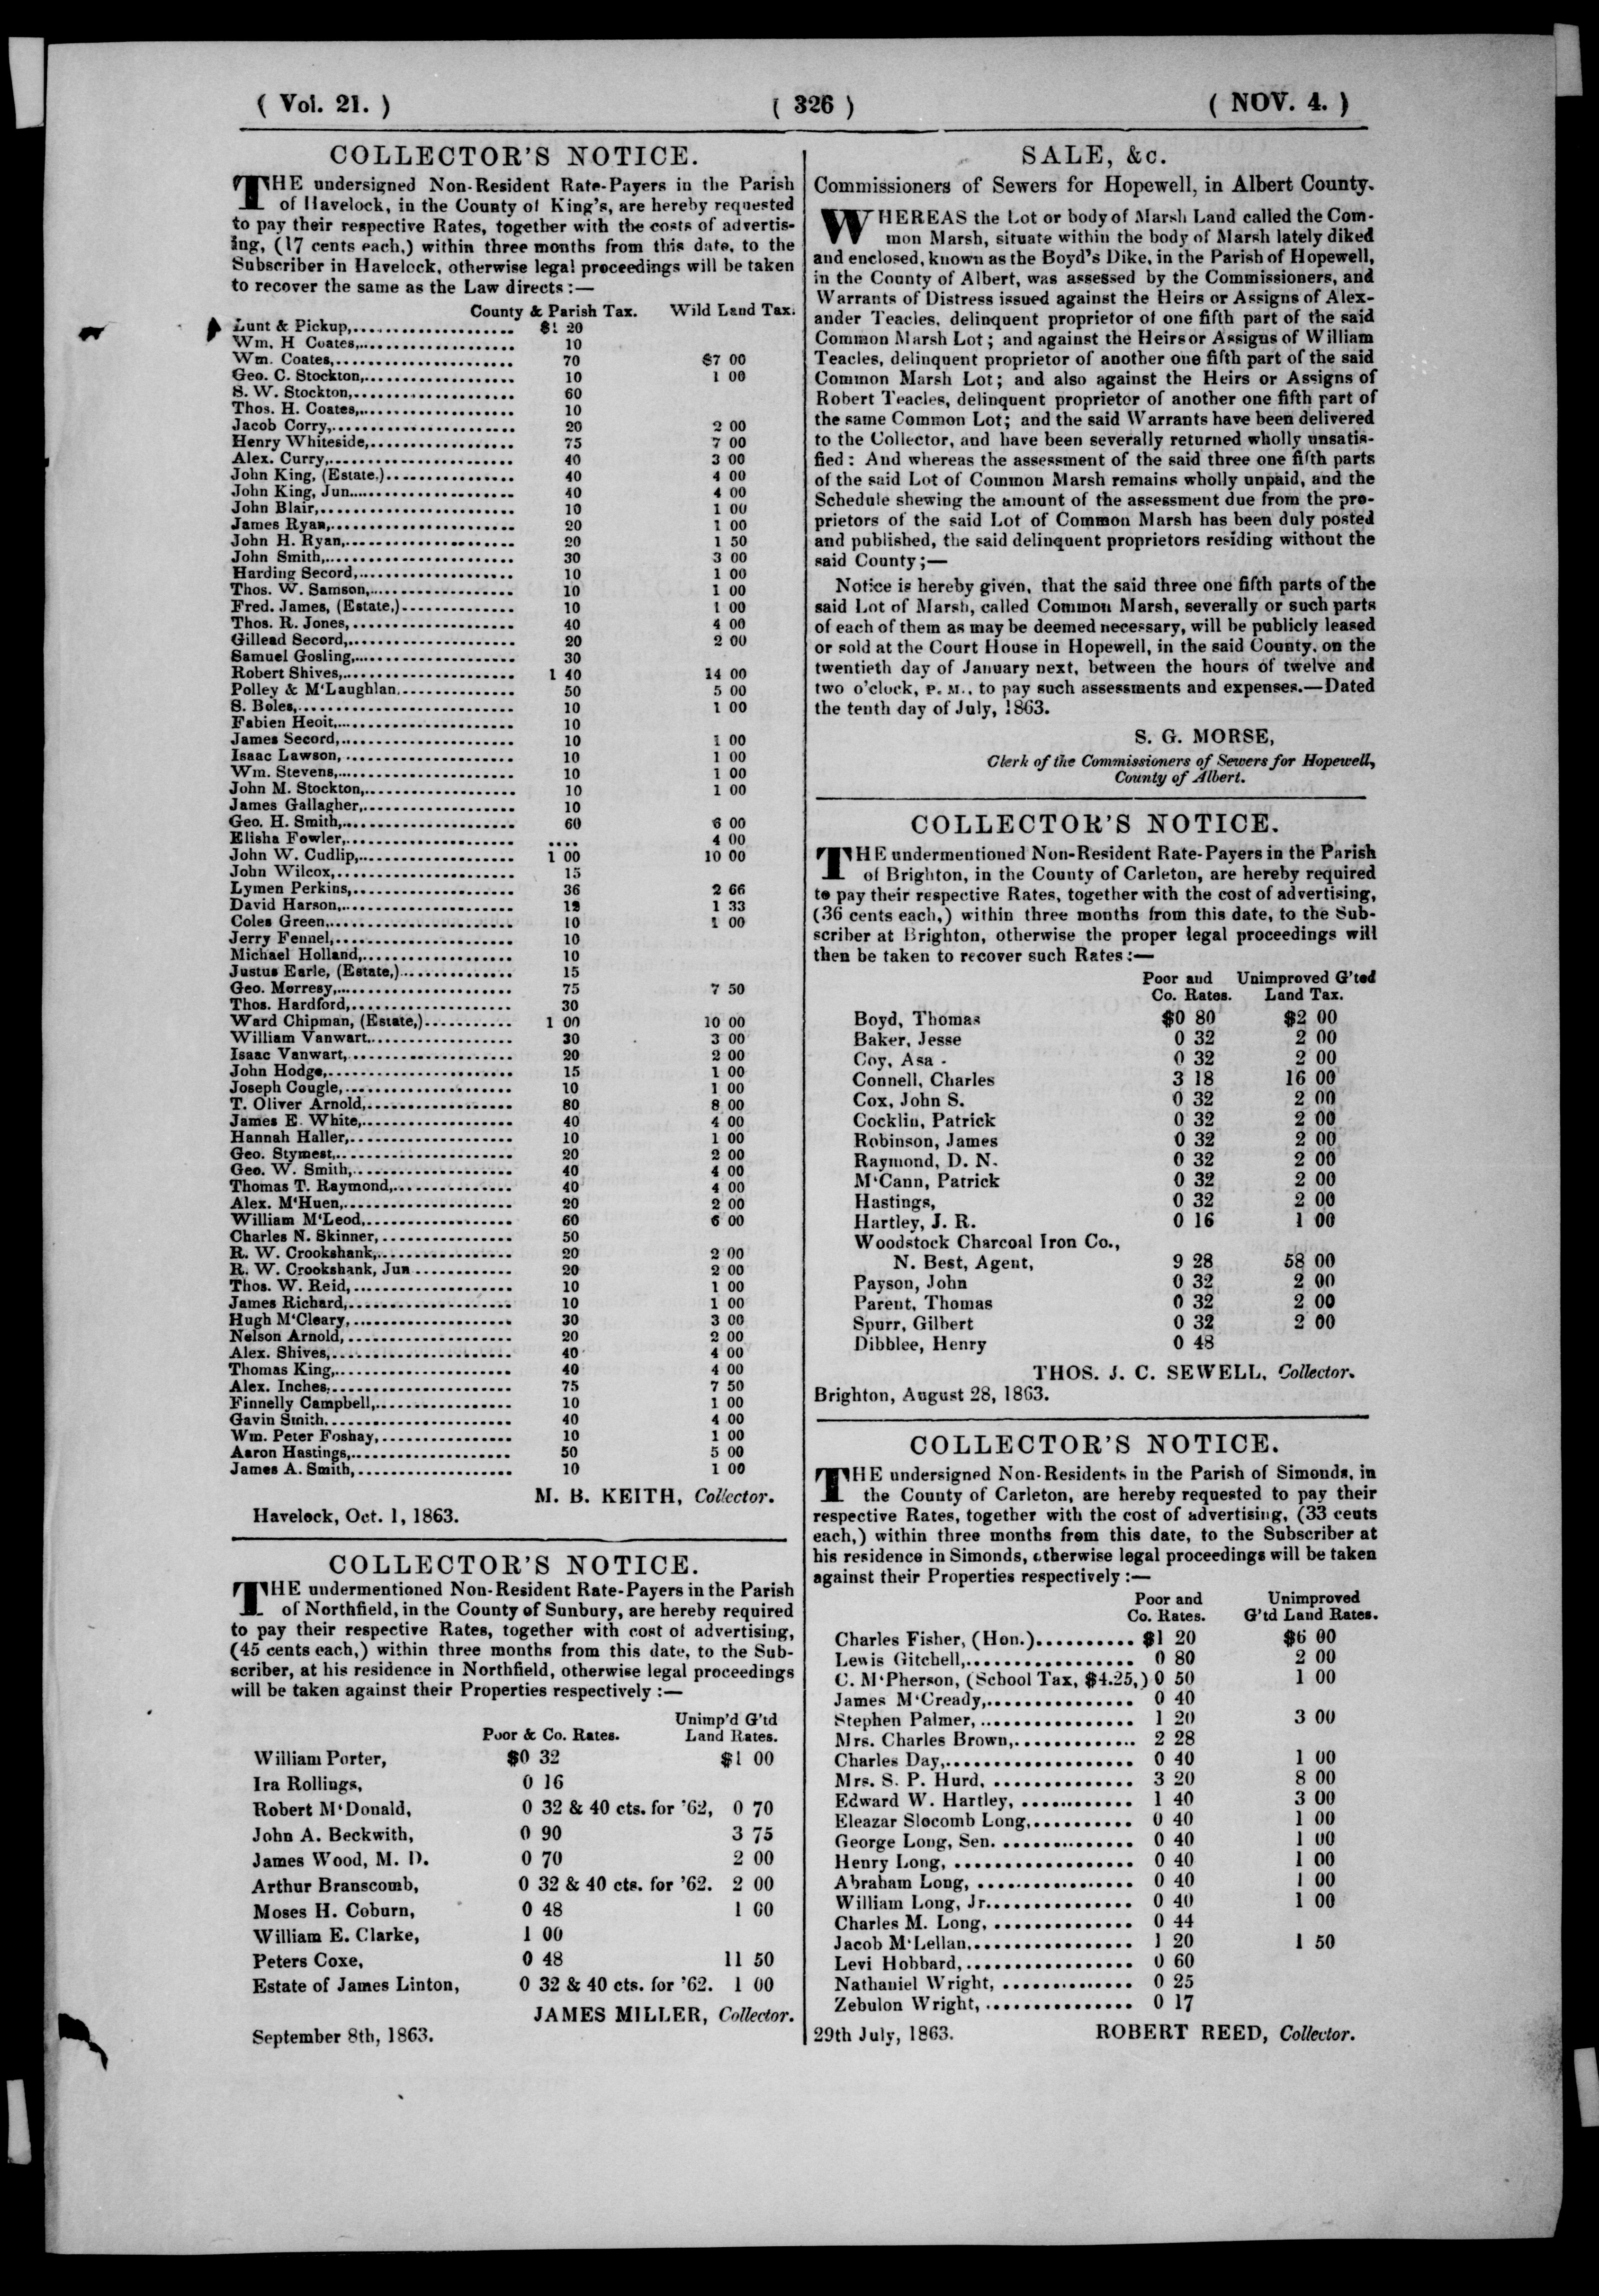 ( Vol. 21. ) ( 326 ) ( NOV. 4. )
COLLECTOR'S NOTICE.
THE undersigned Non-Resident Rate-Payers in the Parish
of Havelock, in the County of King's, are hereby requested
to pay their respective Rates, together with the costs of advertis-
ing, (17 cents each,) within three months from this date, to the
Subscriber in Havelock, otherwise legal proceedings will be taken
to recover the same as the Law directs :—
County & Parish Tax. Wild Land Tax.
Lunt & Pickup, $1 20
Wm. H Coates, 10
Wm. Coates, 70 $7 00
Geo. C. Stockton, 10 1 00
S. W. Stockton, 60
Thos. H. Coates, 10
Jacob Corry, 20 2 00
Henry Whiteside, 75 7 00
Alex. Curry, 40 3 00
John King, (Estate,) 40 4 00
John King, Jun. 40 4 00
John Blair, 10 1 00
James Ryan, 20 1 00
John H. Ryan, 20 1 50
John Smith, 30 3 00
Harding Secord, 10 1 00
Thos. W. Samson, 10 1 00
Fred. James, (Estate,) 10 1 00
Thos. R. Jones, 40 4 00
Gillead Secord, 20 2 00
Samuel Gosling, 30
Robert Shives, 1 40 14 00
Polley & M'Laughlan, 50 5 00
S. Boles, 10 1 00
Fabien Heoit, 10
James Secord, 10 1 00
Isaac Lawson, 10 1 00
Wm. Stevens, 10 1 00
John M. Stockton, 10 1 00
James Gallagher, 10
Geo. H. Smith, 60 6 00
Elisha Fowler, .... 4 00
John W. Cudlip, 1 00 10 00
John Wilcox, 15
Lymen Perkins, 36 2 66
David Harson, 12 1 33
Coles Green, 10 1 00
Jerry Fennel, 10
Michael Holland, 10
Justus Earle, (Estate,) 15
Geo. Morresy, 75 7 50
Thos. Hardford, 30
Ward Chipman, (Estate,) 1 00 10 00
William Vanwart. 30 3 00
Isaac Vanwart, 20 2 00
John Hodge, 15 1 00
Joseph Cougle, 10 1 00
T. Oliver Arnold, 80 8 00
James E. White, 40 4 00
Hannah Haller, 10 1 00
Geo. Stymest, 20 2 00
Geo. W. Smith, 40 4 00
Thomas T. Raymond, 40 4 00
Alex. M'Huen, 20 2 00
William M'Leod, 60 6 00
Charles N. Skinner, 50
R. W. Crookshank, 20 2 00
R. W. Crookshank, Jun 20 2 00
Thos. W. Reid, 10 1 00
James Richard, 10 1 00
Hugh M'Cleary, 30 3 00
Nelson Arnold, 20 2 00
Alex. Shives, 40 4 00
Thomas King, 40 4 00
Alex. Inches, 75 7 50
Finnelly Campbell, 10 1 00
Gavin Smith. 40 4 00
Wm. Peter Foshay, 10 1 00
Aaron Hastings, 50 5 00
James A. Smith, 10 1 00
M. B. KEITH, Collector.
Havelock, Oct. 1, 1863.
COLLECTOR'S NOTICE.
THE undermentioned Non-Resident Rate-Payers in the Parish
of Northfield, in the County of Sunbury, are hereby required
to pay their respective Rates, together with cost of advertising,
(45 cents each,) within three months from this date, to the Sub-
scriber, at his residence in Northfield, otherwise legal proceedings
will be taken against their Properties respectively :—
Unimp'd G'td
Poor & Co. Rates. Land Rates.
William Porter, $0 32 $1 00
Ira Rollings, 0 16
Robert M'Donald, 0 32 & 40 cts. for '62, 0 70
John A. Beckwith, 0 90 3 75
James Wood, M. D. 0 70 2 00
Arthur Branscomb, 0 32 & 40 cts. for '62. 2 00
Moses H. Coburn, 0 48 1 00
William E. Clarke, 1 00
Peters Coxe, 0 48 11 50
Estate of James Linton, 0 32 & 40 cts. for '62. 1 00
JAMES MILLER, Collector.
September 8th, 1863.
SALE, &c.
Commissioners of Sewers for Hopewell, in Albert County.
WHEREAS the Lot or body of Marsh Land called the Com-
mon Marsh, situate within the body of Marsh lately diked
and enclosed, known as the Boyd's Dike, in the Parish of Hopewell,
in the County of Albert, was assessed by the Commissioners, and
Warrants of Distress issued against the Heirs or Assigns of Alex-
ander Teacles, delinquent proprietor of one fifth part of the said
Common Marsh Lot ; and against the Heirs or Assigns of William
Teacles, delinquent proprietor of another one fifth part of the said
Common Marsh Lot; and also against the Heirs or Assigns of
Robert Teacles, delinquent proprietor of another one fifth part of
the same Common Lot; and the said Warrants have been delivered
to the Collector, and have been severally returned wholly unsatis-
fied : And whereas the assessment of the said three one fifth parts
of the said Lot of Common Marsh remains wholly unpaid, and the
Schedule shewing the amount of the assessment due from the pro-
prietors of the said Lot of Common Marsh has been duly posted
and published, the said delinquent proprietors residing without the
said County ;—
Notice is hereby given, that the said three one fifth parts of the
said Lot of Marsh, called Common Marsh, severally or such parts
of each of them as may be deemed necessary, will be publicly leased
or sold at the Court House in Hopewell, in the said County, on the
twentieth day of January next, between the hours of twelve and
two o'clock, P. M., to pay such assessments and expenses.—Dated
the tenth day of July, 1863.
S. G. MORSE,
Clerk of the Commissioners of Sewers for Hopewell,
County of Albert.
COLLECTOR'S NOTICE.
THE undermentioned Non-Resident Rate-Payers in the Parish
of Brighton, in the County of Carleton, are hereby required
to pay their respective Rates, together with the cost of advertising,
(36 cents each,) within three months from this date, to the Sub-
scriber at Brighton, otherwise the proper legal proceedings will
then be taken to recover such Rates :—
Poor and Unimproved G'ted
Co. Rates. Land Tax.
Boyd, Thomas $0 80 $2 00
Baker, Jesse 0 32 2 00
Coy, Asa 0 32 2 00
Connell, Charles 3 18 16 00
Cox, John S. 0 32 2 00
Cocklin, Patrick 0 32 2 00
Robinson, James 0 32 2 00
Raymond, D. N. 0 32 2 00
M'Cann, Patrick 0 32 2 00
Hastings, 0 32 2 00
Hartley, J. R. 0 16 1 00
Woodstock Charcoal Iron Co.,
N. Best, Agent, 9 28 58 00
Payson, John 0 32 2 00
Parent, Thomas 0 32 2 00
Spurr, Gilbert 0 32 2 00
Dibblee, Henry 0 48
THOS. J. C. SEWELL, Collector.
Brighton, August 28, 1863.
COLLECTOR'S NOTICE.
THE undersigned Non-Residents in the Parish of Simonds, in
the County of Carleton, are hereby requested to pay their
respective Rates, together with the cost of advertising, (33 cents
each,) within three months from this date, to the Subscriber at
his residence in Simonds, otherwise legal proceedings will be taken
against their Properties respectively :—
Poor and Unimproved
Co. Rates. G'td Land Rates.
Charles Fisher, (Hon.) $1 20 $6 00
Lewis Gitchell, 0 80 2 00
C. M'Pherson, (School Tax, $4.25,) 0 50 1 00
James M'Cready, 0 40
Stephen Palmer, 1 20 3 00
Mrs. Charles Brown, 2 28
Charles Day, 0 40 1 00
Mrs. S. P. Hurd, 3 20 8 00
Edward W. Hartley, 1 40 3 00
Eleazar Slocomb Long, 0 40 1 00
George Long, Sen. 0 40 1 00
Henry Long, 0 40 1 00
Abraham Long, 0 40 1 00
William Long, Jr. 0 40 1 00
Charles M. Long, 0 44
Jacob M'Lellan, 1 20 1 50
Levi Hobbard, 0 60
Nathaniel Wright, 0 25
Zebulon Wright, 0 17
29th July, 1863. ROBERT REED, Collector.